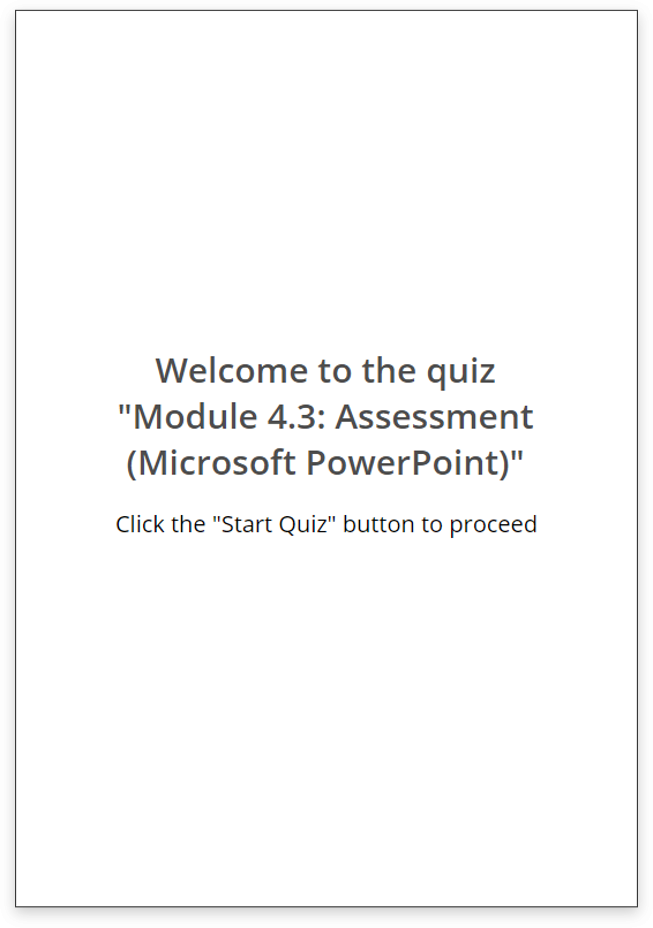 Welcome to the quiz
"Module 4.3: Assessment
(Microsoft PowerPoint)"
Click the "Start Quiz" button to proceed